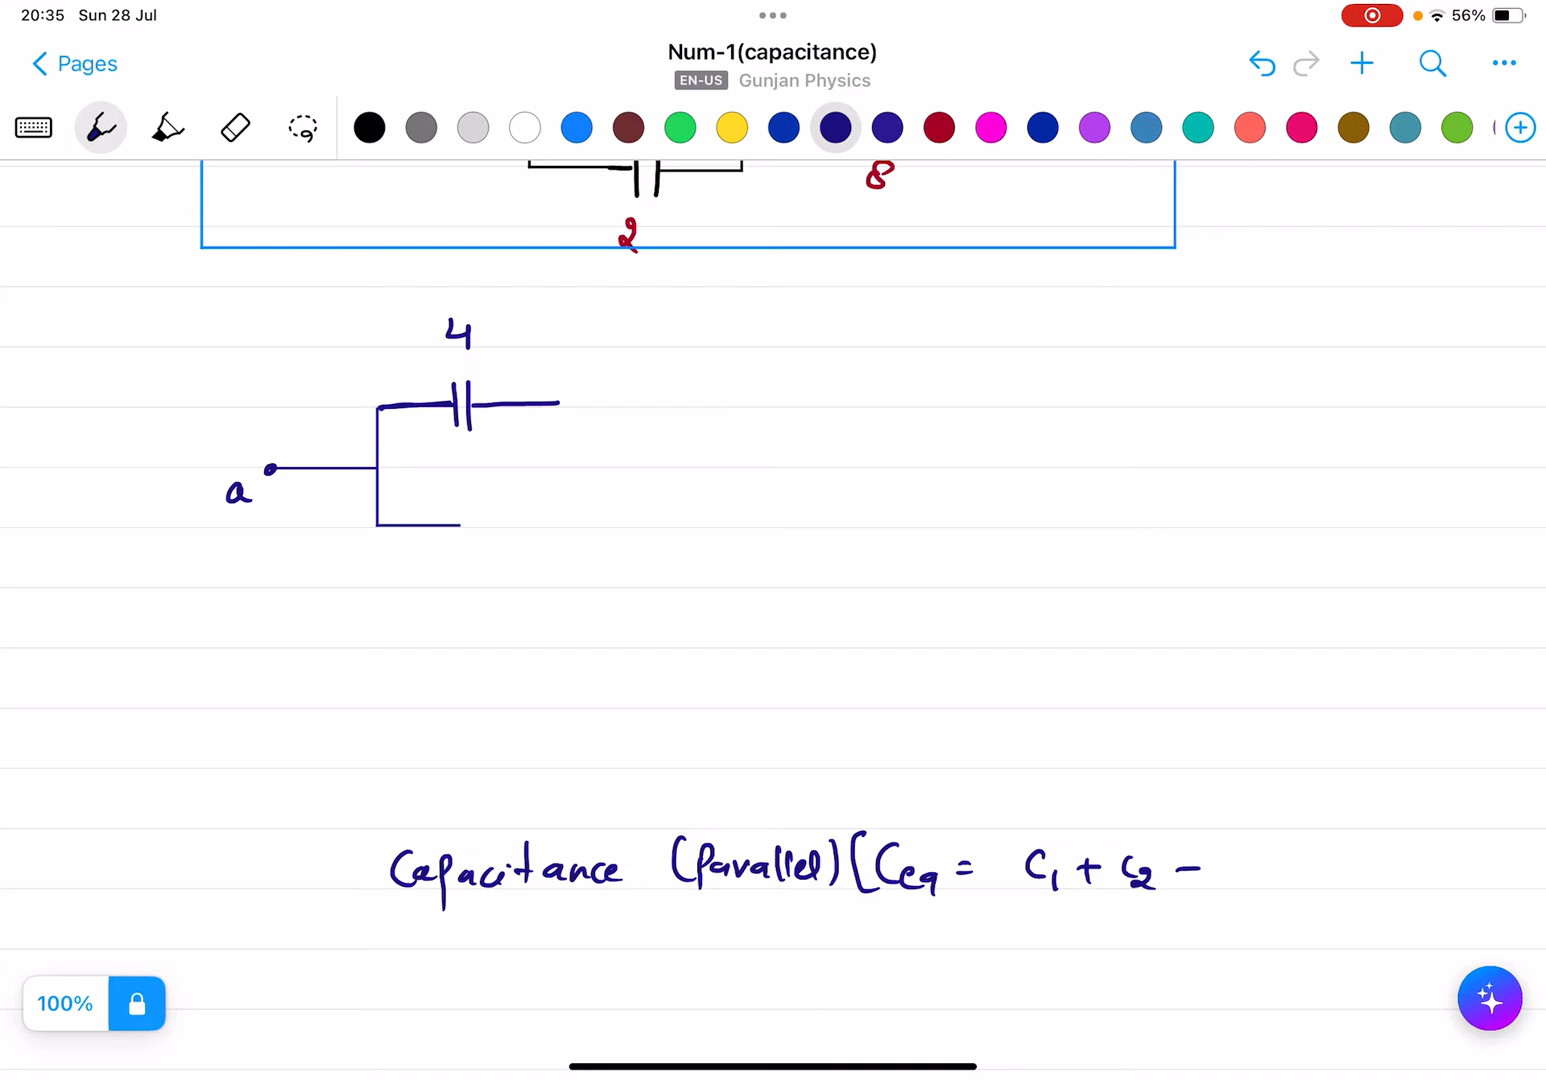 20:35 Sun 28 Jul
56%
Pages
Num-1(capacitance)
EN-US Gunjan Physics
8
2
4
a
Capacitance (Parallel) [Ceq = C1 + C2 -
100%